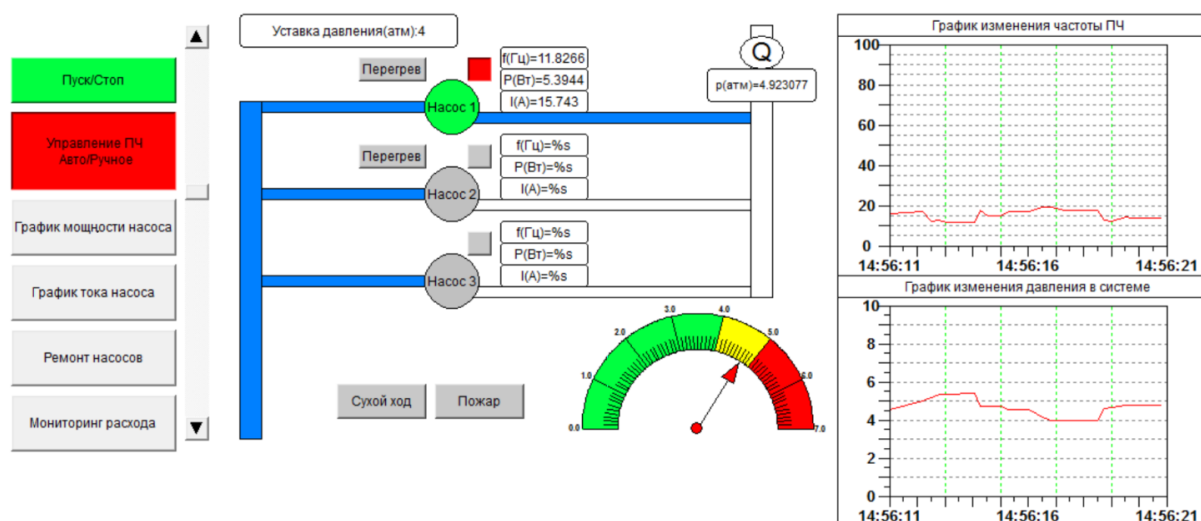 Пуск/Стоп
Управление ПЧ
Авто/Ручное
График мощности насоса
График тока насоса
Ремонт насосов
Мониторинг расхода
Уставка давления(атм):4
Перегрев
f(Гц)=11.8266
P(Вт)=5.3944
I(А)=15.743
Насос 1
Q
p(атм)=4.923077
Перегрев
f(Гц)=%s
P(Вт)=%s
I(А)=%s
Насос 2
f(Гц)=%s
P(Вт)=%s
I(А)=%s
Насос 3
Сухой ход
Пожар
0.0
1.0
2.0
3.0
4.0
5.0
6.0
7.0
График изменения частоты ПЧ
100
80
60
40
20
0
14:56:11 14:56:16 14:56:21
График изменения давления в системе
10
8
6
4
2
0
14:56:11 14:56:16 14:56:21